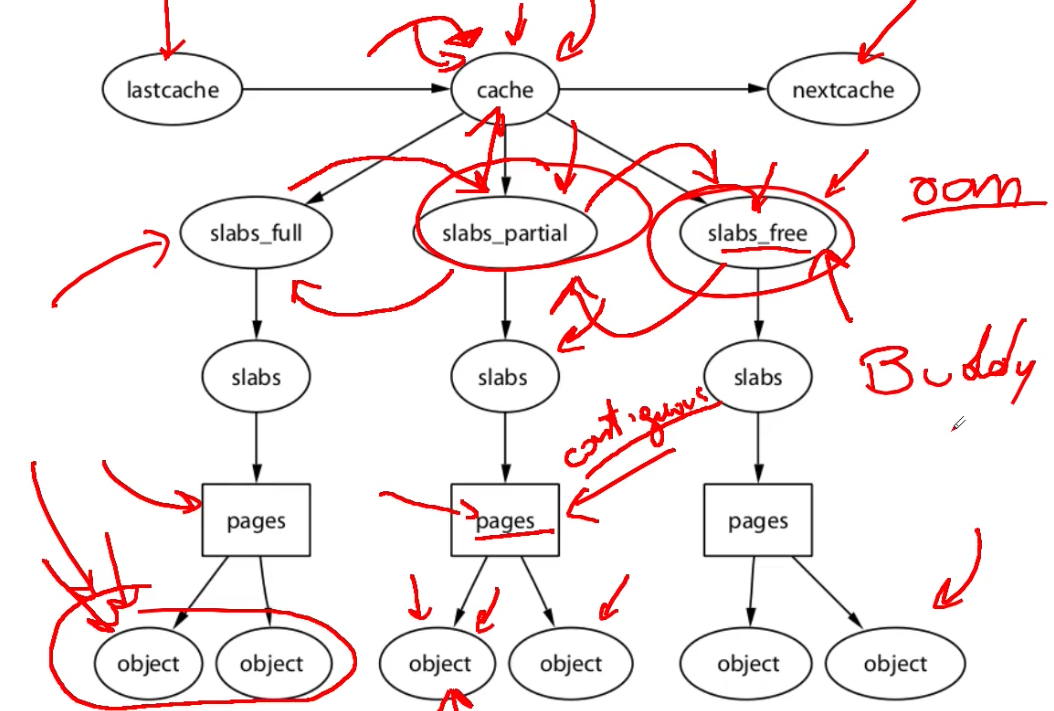 lastcache
cache
nextcache
oom
slabs_full
slabs_partial
slabs_free
Buddy
slabs
slabs
slabs
contiguous
pages
pages
pages
object
object
object
object
object
object